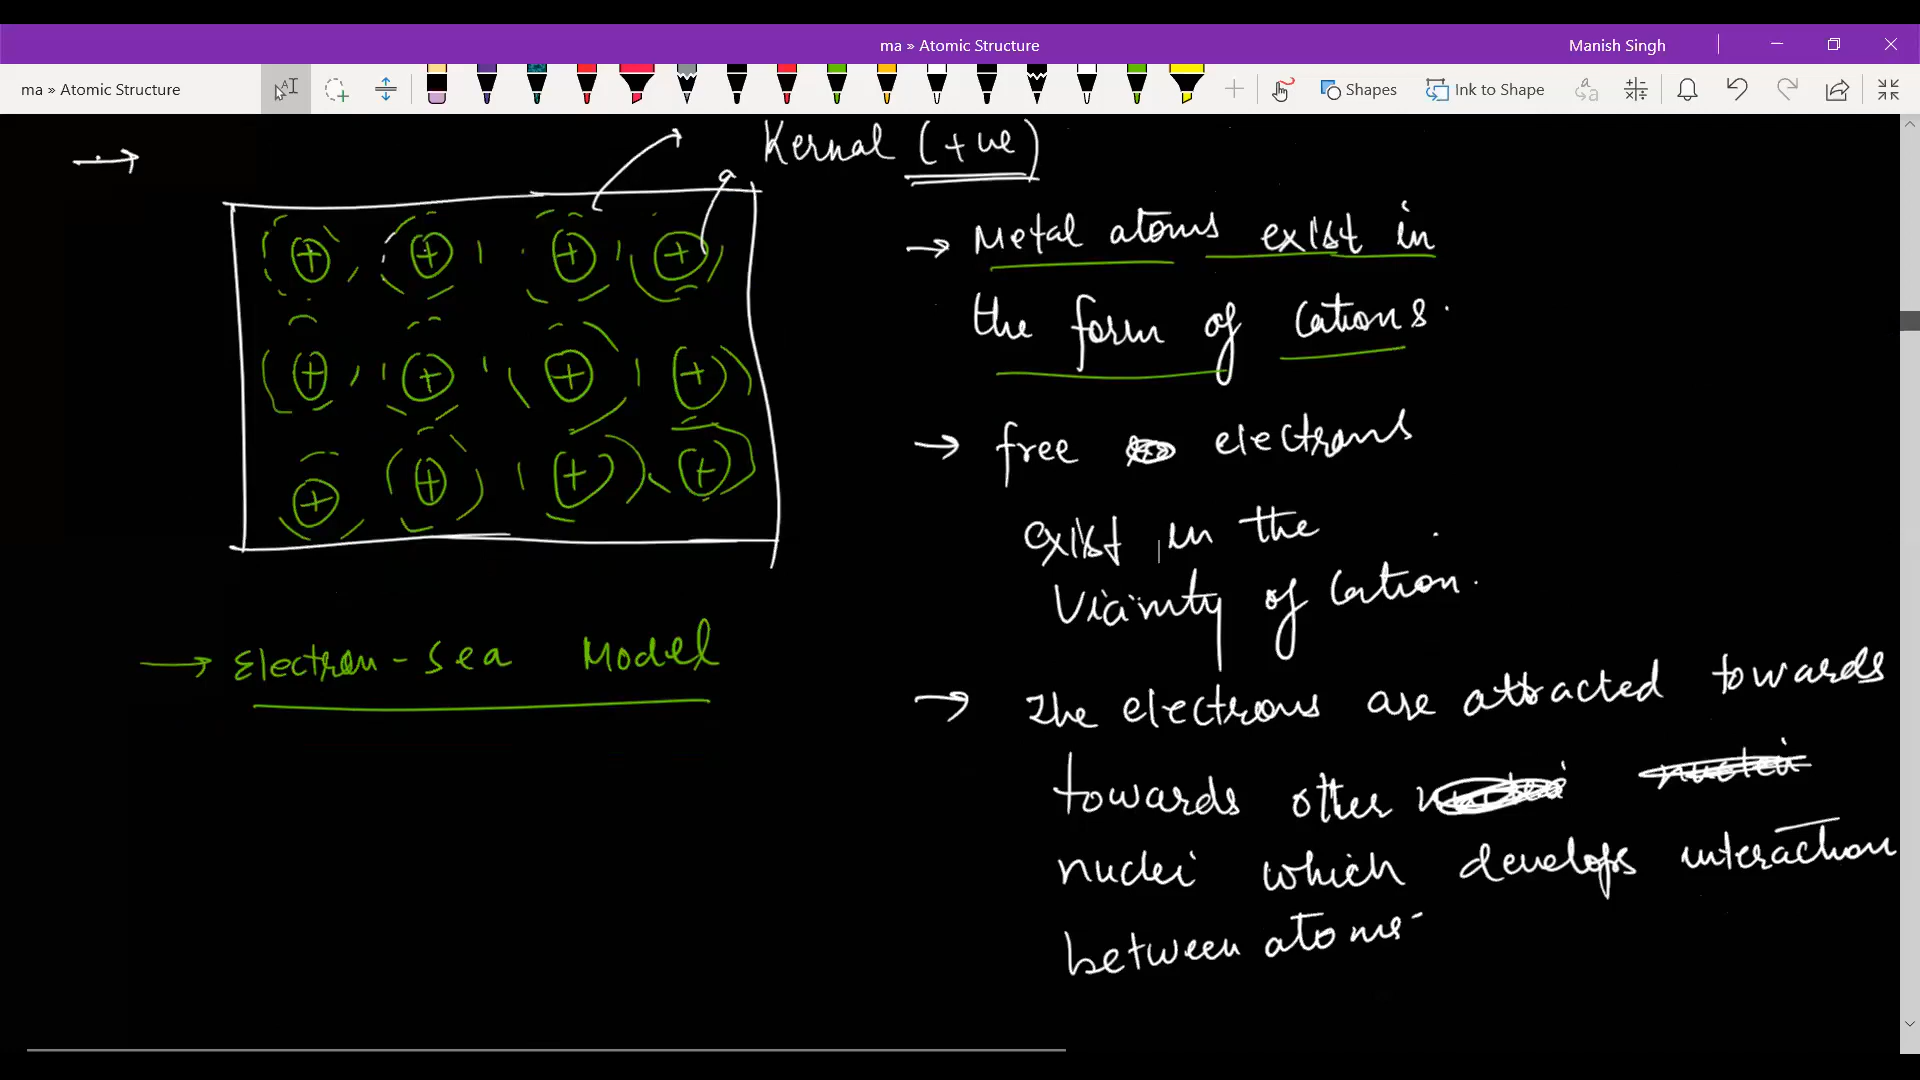 ma » Atomic Structure
Manish Singh
ma » Atomic Structure
Shapes
Ink to Shape
Kernal (+ve)
→ Metal atoms exist in
the form of cations.
→ free electrons
exist in the
vicinity of cation.
→ The electrons are attracted towards
towards other
nuclei which develops interaction
between atoms
→ Electron-Sea Model